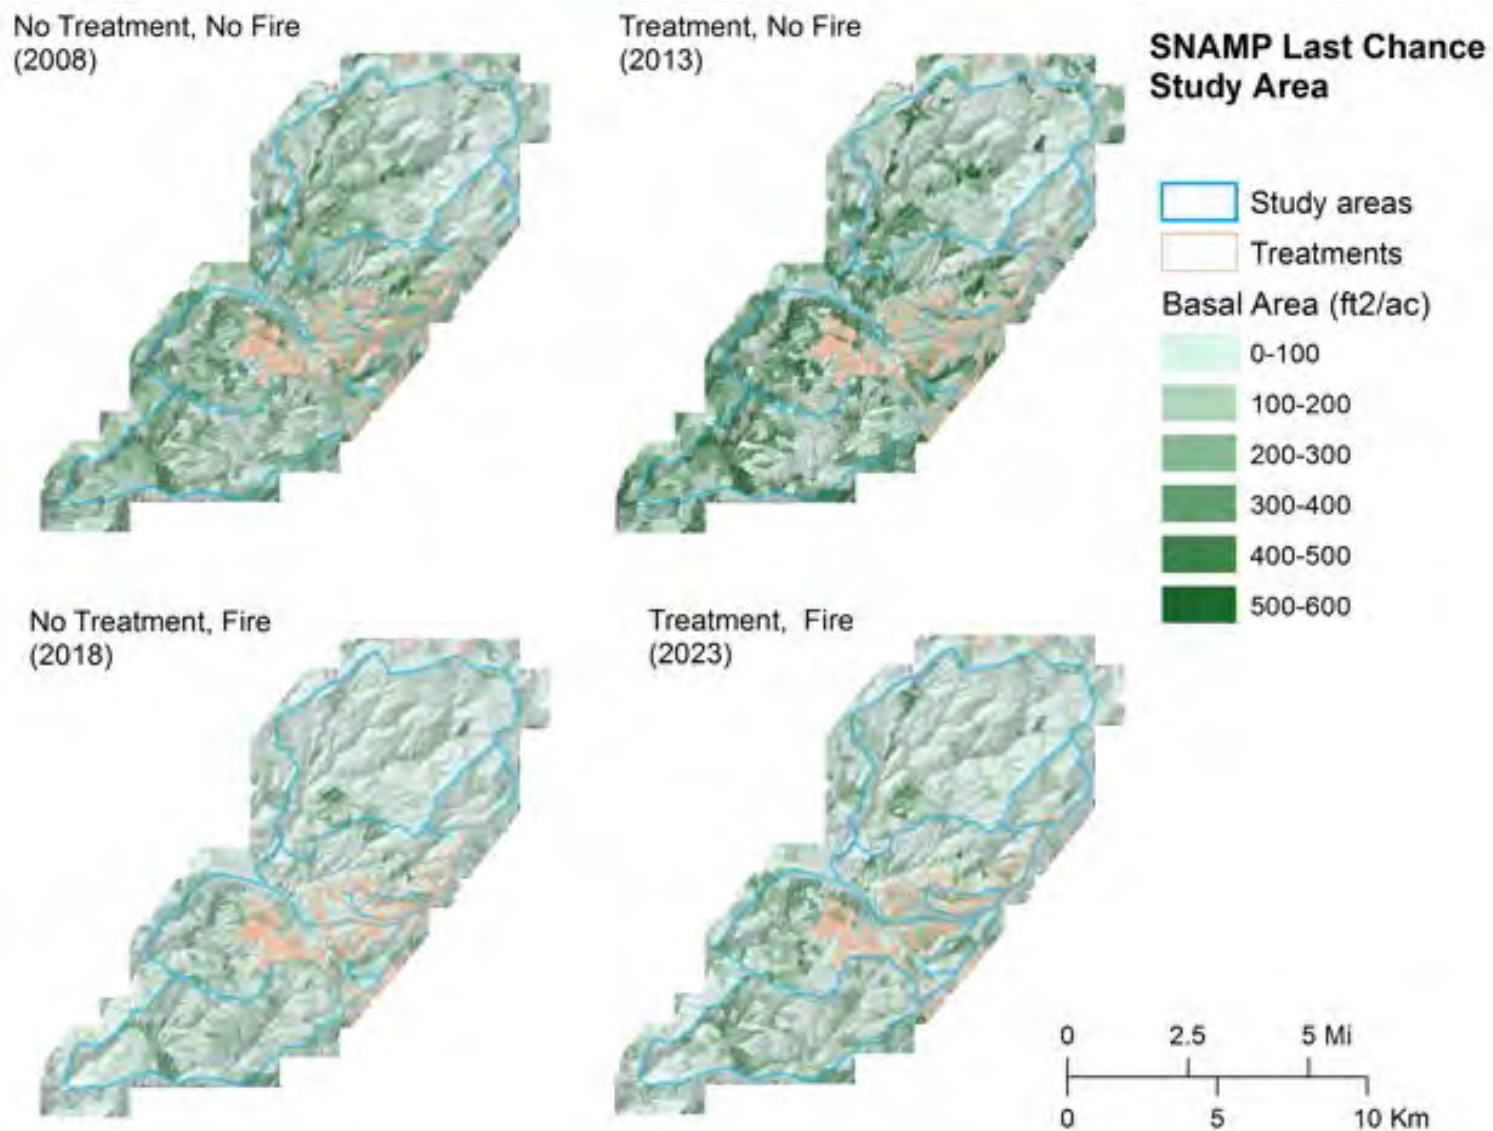 No Treatment, No Fire
(2008)
Treatment, No Fire
(2013)
SNAMP Last Chance
Study Area
Study areas
Treatments
Basal Area (ft2/ac)
0-100
100-200
200-300
300-400
400-500
500-600
No Treatment, Fire
(2018)
Treatment, Fire
(2023)
0 2.5 5 Mi
0 5 10 Km